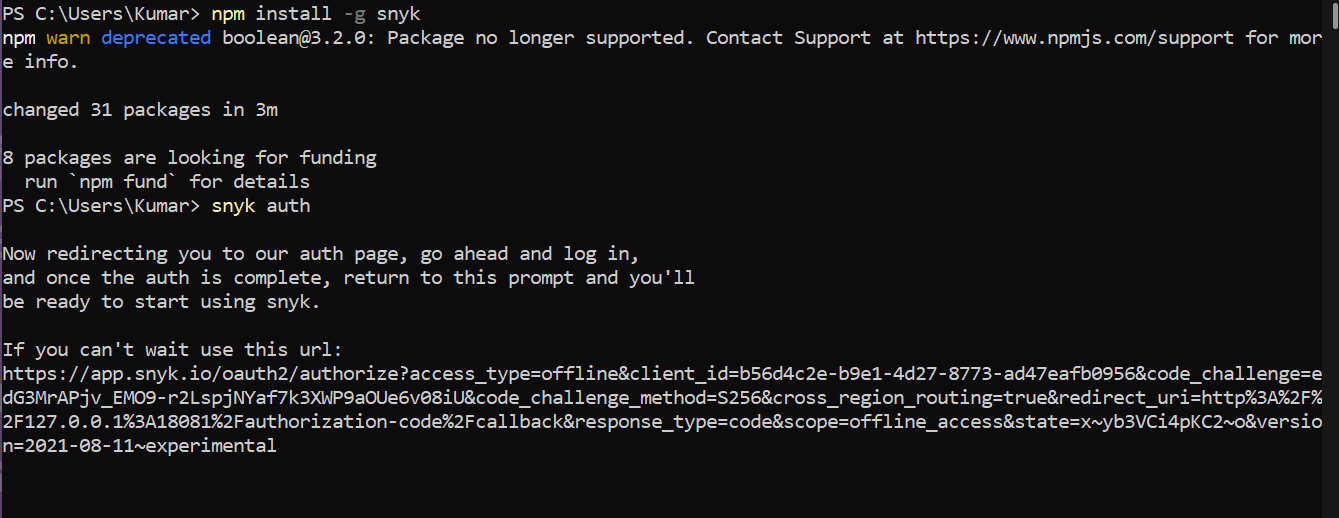 PS C:\Users\Kumar> npm install -g snyk
npm warn deprecated boolean@3.2.0: Package no longer supported. Contact Support at https://www.npmjs.com/support for mor
e info.
changed 31 packages in 3m
8 packages are looking for funding
  run `npm fund` for details
PS C:\Users\Kumar> snyk auth
Now redirecting you to our auth page, go ahead and log in,
and once the auth is complete, return to this prompt and you'll
be ready to start using snyk.
If you can't wait use this url:
https://app.snyk.io/oauth2/authorize?access_type=offline&client_id=b56d4c2e-b9e1-4d27-8773-ad47eafb0956&code_challenge=e
dG3MrAPjv_EMO9-r2LspjNYaf7k3XWP9aOUe6v08iU&code_challenge_method=S256&cross_region_routing=true&redirect_uri=http%3A%2F%
2F127.0.0.1%3A18081%2Fauthorization-code%2Fcallback&response_type=code&scope=offline_access&state=x~yb3VCi4pKC2~o&versio
n=2021-08-11~experimental